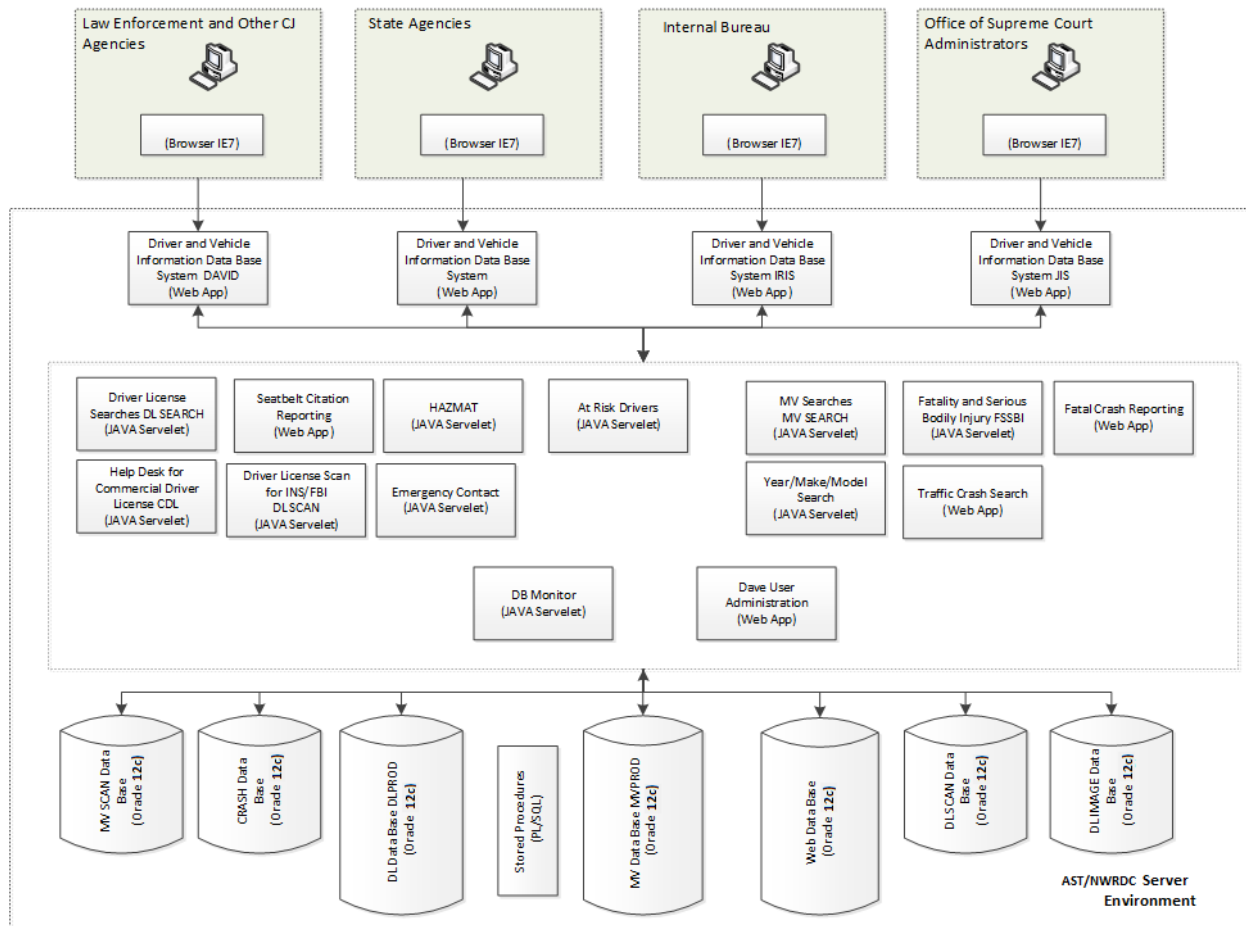 Law Enforcement and Other CJ
Agencies
(Browser IE7)
State Agencies
(Browser IE7)
Internal Bureau
(Browser IE7)
Office of Supreme Court
Administrators
(Browser IE7)
Driver and Vehicle
Information Data Base
System DAVID
(Web App)
Driver and Vehicle
Information Data Base
System
(Web App)
Driver and Vehicle
Information Data Base
System IRIS
(Web App)
Driver and Vehicle
Information Data Base
System JIS
(Web App)
Driver License
Searches DL SEARCH
(JAVA Servelet)
Seatbelt Citation
Reporting
(Web App)
HAZMAT
(JAVA Servelet)
At Risk Drivers
(JAVA Servelet)
MV Searches
MV SEARCH
(JAVA Servelet)
Fatality and Serious
Bodily Injury FSSBI
(JAVA Servelet)
Fatal Crash Reporting
(Web App)
Help Desk for
Commercial Driver
License CDL
(JAVA Servelet)
Driver License Scan
for INS/FBI
DLSCAN
(JAVA Servelet)
Emergency Contact
(JAVA Servelet)
Year/Make/Model
Search
(JAVA Servelet)
Traffic Crash Search
(Web App)
DB Monitor
(JAVA Servelet)
Dave User
Administration
(Web App)
MV SCAN Data
Base
(Oracle 12c)
CRASH Data
Base
(Oracle 12c)
DL Data Base DLPROD
(Oracle 12c)
Stored Procedures
(PL/SQL)
MV Data Base MVPROD
(Oracle 12c)
Web Data Base
(Oracle 12c)
DLSCAN Data
Base
(Oracle 12c)
DLIMAGE Data
Base
(Oracle 12c)
AST/NWRDC Server
Environment